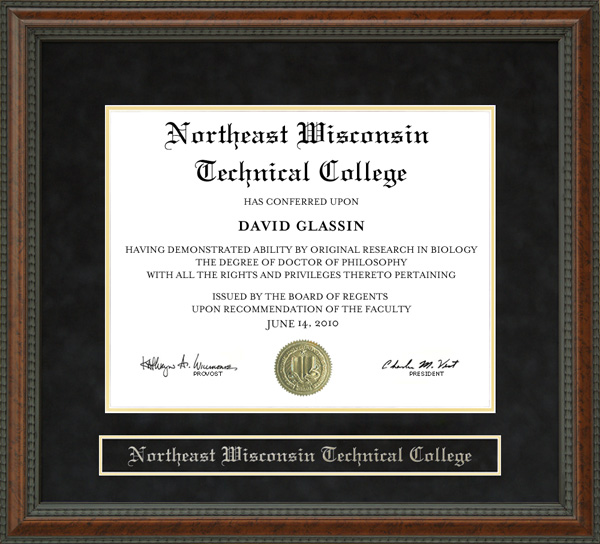 Northeast Wisconsin
Technical College
HAS CONFERRED UPON
DAVID GLASSIN
HAVING DEMONSTRATED ABILITY BY ORIGINAL RESEARCH IN BIOLOGY
THE DEGREE OF DOCTOR OF PHILOSOPHY
WITH ALL THE RIGHTS AND PRIVILEGES THERETO PERTAINING
ISSUED BY THE BOARD OF REGENTS
UPON RECOMMENDATION OF THE FACULTY
JUNE 14, 2010
Charles M. Vest
PROVOST
PRESIDENT
Northeast Wisconsin Technical College